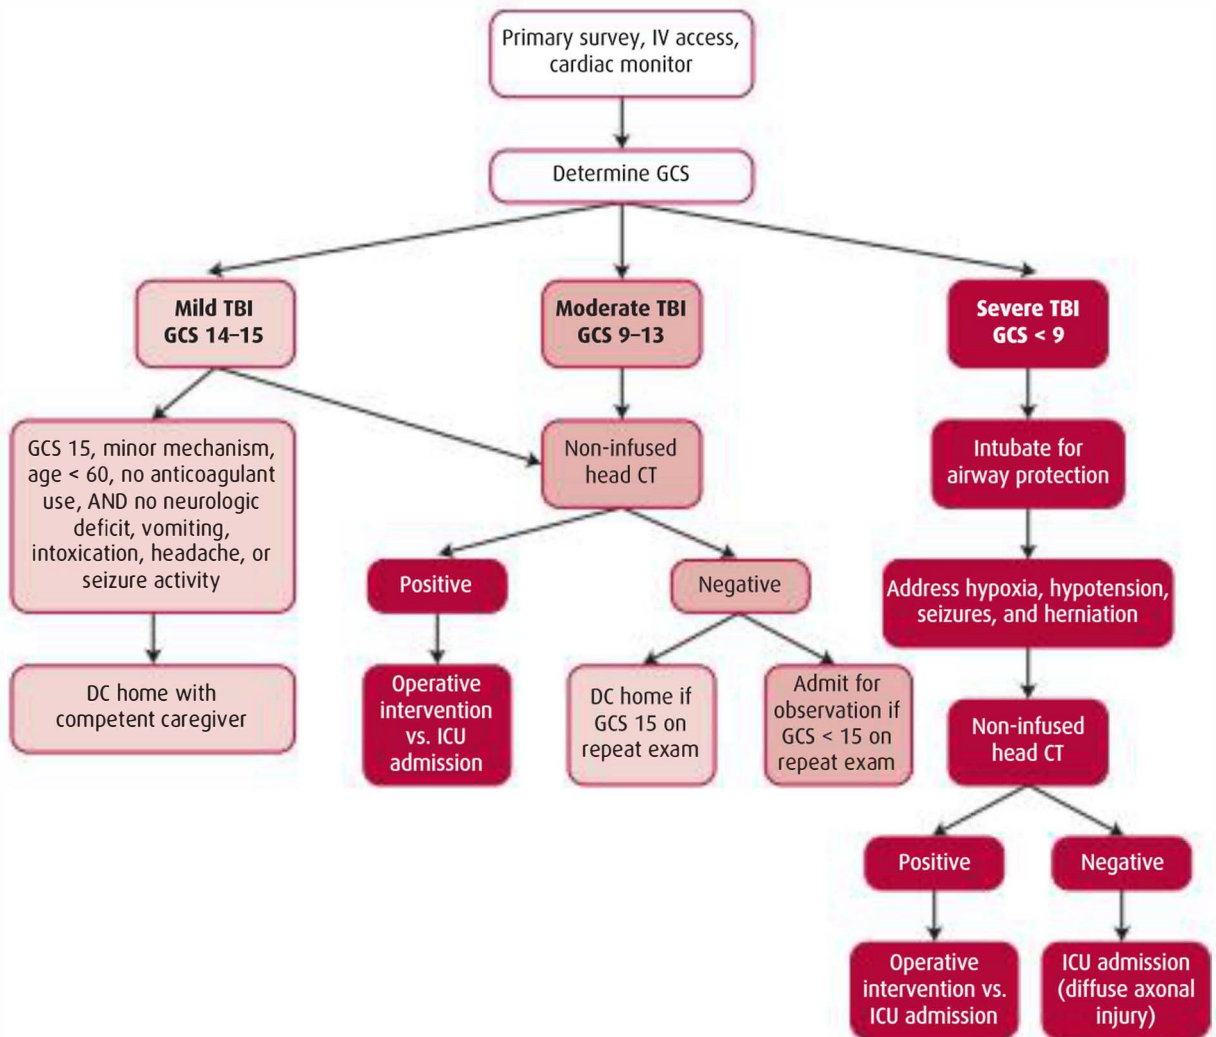 Primary survey, IV access,
cardiac monitor
Determine GCS
Mild TBI
GCS 14–15
Moderate TBI
GCS 9–13
Severe TBI
GCS < 9
GCS 15, minor mechanism,
age < 60, no anticoagulant
use, AND no neurologic
deficit, vomiting,
intoxication, headache, or
seizure activity
Non-infused
head CT
Intubate for
airway protection
Positive
Negative
Address hypoxia, hypotension,
seizures, and herniation
DC home with
competent caregiver
Operative
intervention
vs. ICU
admission
DC home if
GCS 15 on
repeat exam
Admit for
observation if
GCS < 15 on
repeat exam
Non-infused
head CT
Positive
Negative
Operative
intervention vs.
ICU admission
ICU admission
(diffuse axonal
injury)